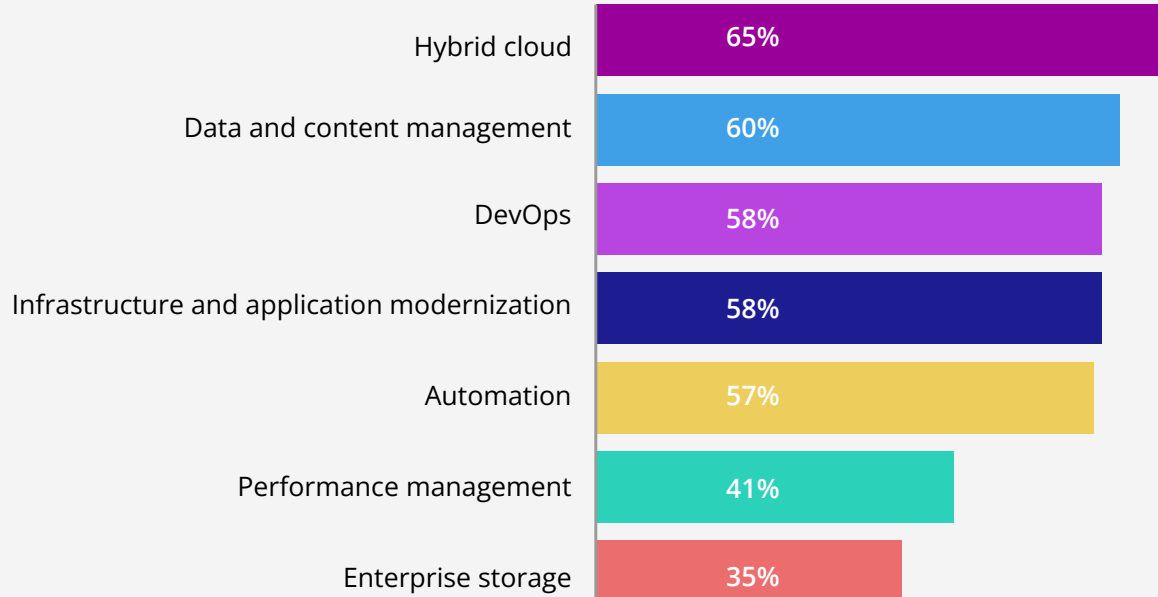 Hybrid cloud 65%
Data and content management 60%
DevOps 58%
Infrastructure and application modernization 58%
Automation 57%
Performance management 41%
Enterprise storage 35%